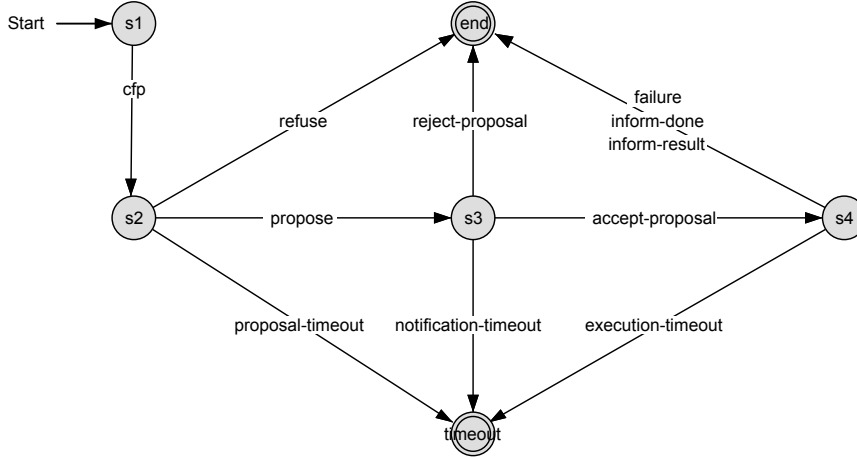 Start
s1
end
cfp
failure
refuse
reject-proposal
inform-done
inform-result
s2
propose
s3
accept-proposal
s4
proposal-timeout
notification-timeout
execution-timeout
timeout